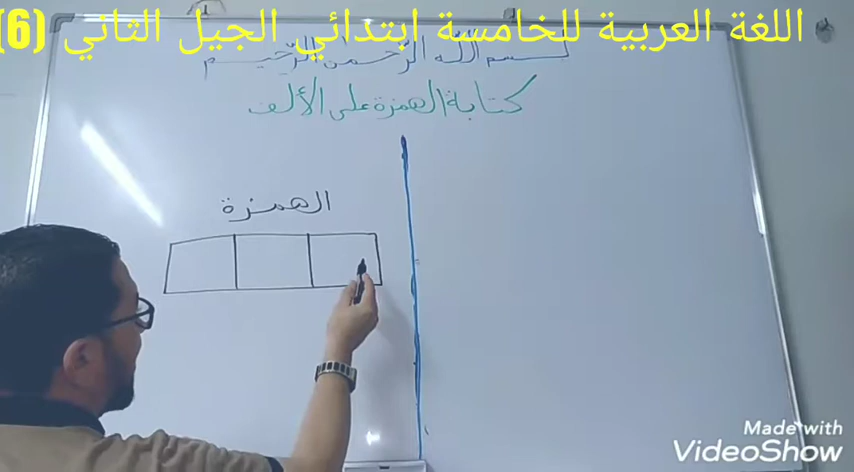 اللغة العربية للخامسة ابتدائي الجيل الثاني (6)
بسم الله الرحمن الرحيم
كتابة الهمزة على الألف
الهمزة
Made with
VideoShow